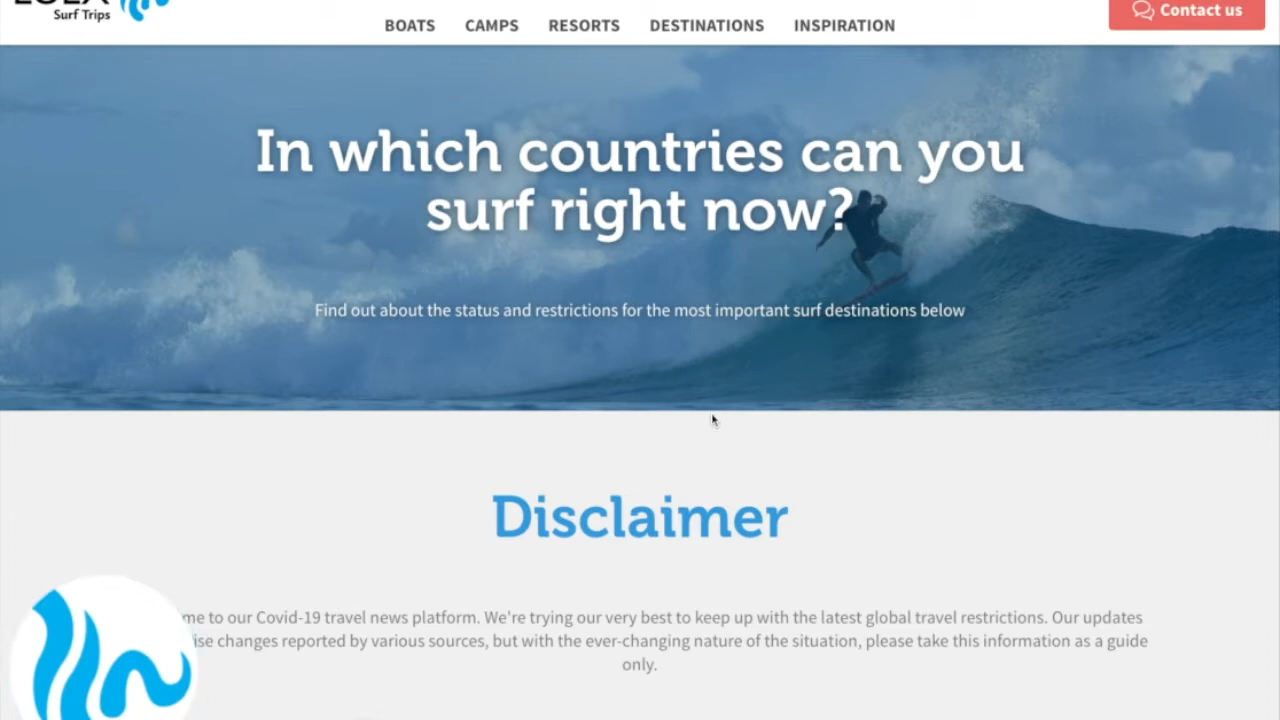 Surf Trips
BOATS CAMPS RESORTS DESTINATIONS INSPIRATION
Contact us
In which countries can you
surf right now?
Find out about the status and restrictions for the most important surf destinations below
Disclaimer
me to our Covid-19 travel news platform. We're trying our very best to keep up with the latest global travel restrictions. Our updates
ise changes reported by various sources, but with the ever-changing nature of the situation, please take this information as a guide
only.